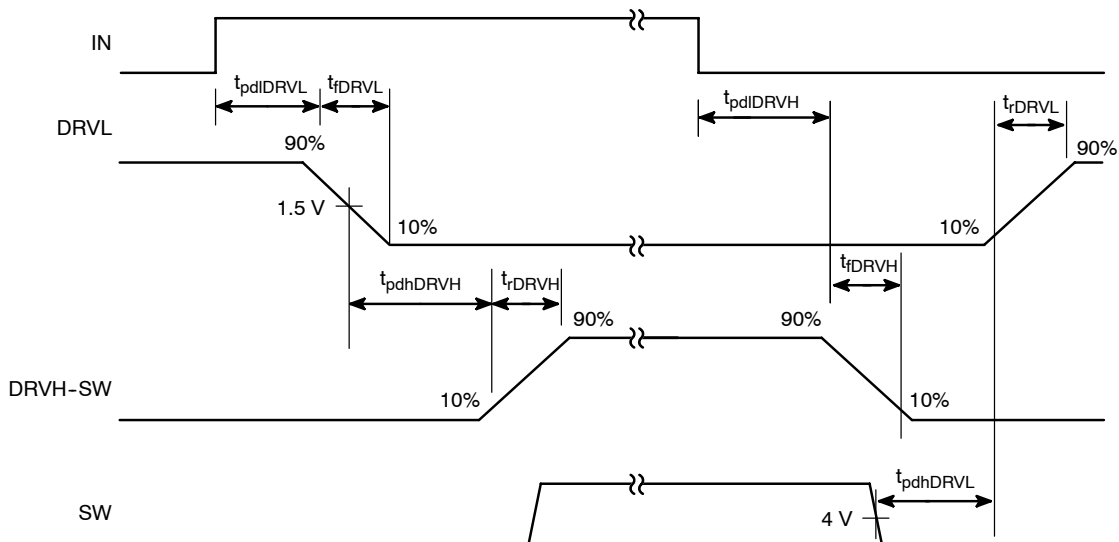 IN
tpdlDRVL
tfDRVL
tpdlDRVH
trDRVL
DRVL
90%
90%
1.5 V
10%
10%
tpdhDRVH
trDRVH
tfDRVH
90%
90%
DRVH-SW
10%
10%
tpdhDRVL
SW
4 V